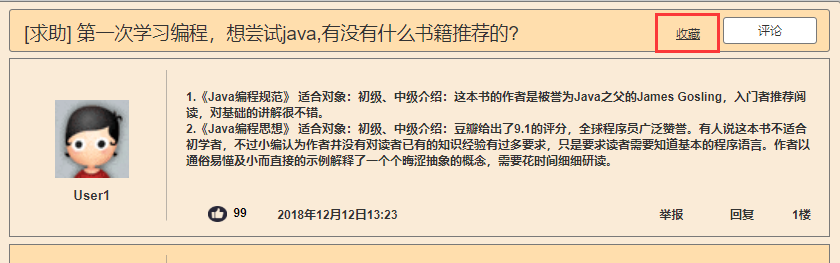 [求助] 第一次学习编程，想尝试java,有没有什么书籍推荐的?
收藏
评论
1.《Java编程规范》 适合对象：初级、中级介绍：这本书的作者是被誉为Java之父的James Gosling，入门者推荐阅
读，对基础的讲解很不错。
2.《Java编程思想》 适合对象：初级、中级介绍：豆瓣给出了9.1的评分，全球程序员广泛赞誉。有人说这本书不适合
初学者，不过小编认为作者并没有对读者已有的知识经验有过多要求，只是要求读者需要知道基本的程序语言。作者以
通俗易懂及小而直接的示例解释了一个个晦涩抽象的概念，需要花时间细细研读。
User1
99
2018年12月12日13:23
举报
回复
1楼